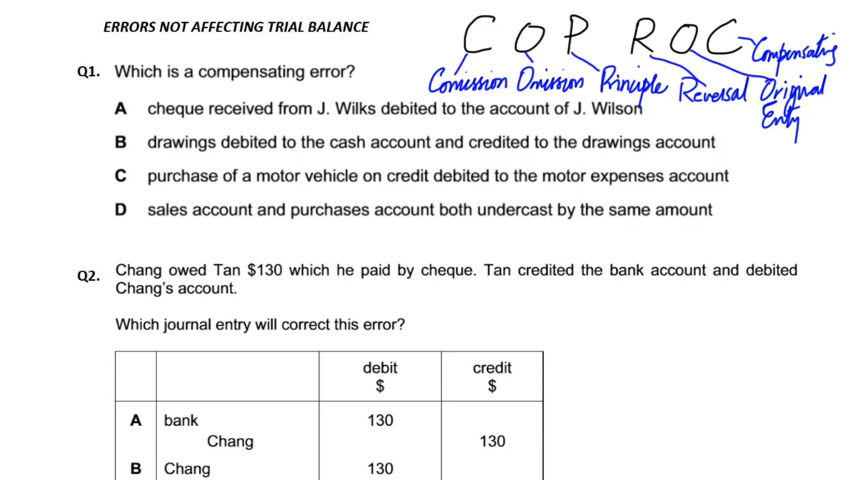 ERRORS NOT AFFECTING TRIAL BALANCE
C O P R O C
Comission Omission Principle Reversal Original Entry Compensating
Q1. Which is a compensating error?
A cheque received from J. Wilks debited to the account of J. Wilson
B drawings debited to the cash account and credited to the drawings account
C purchase of a motor vehicle on credit debited to the motor expenses account
D sales account and purchases account both undercast by the same amount
Q2. Chang owed Tan $130 which he paid by cheque. Tan credited the bank account and debited
Chang's account.
Which journal entry will correct this error?
debit credit
$ $
A bank 130
Chang 130
B Chang 130